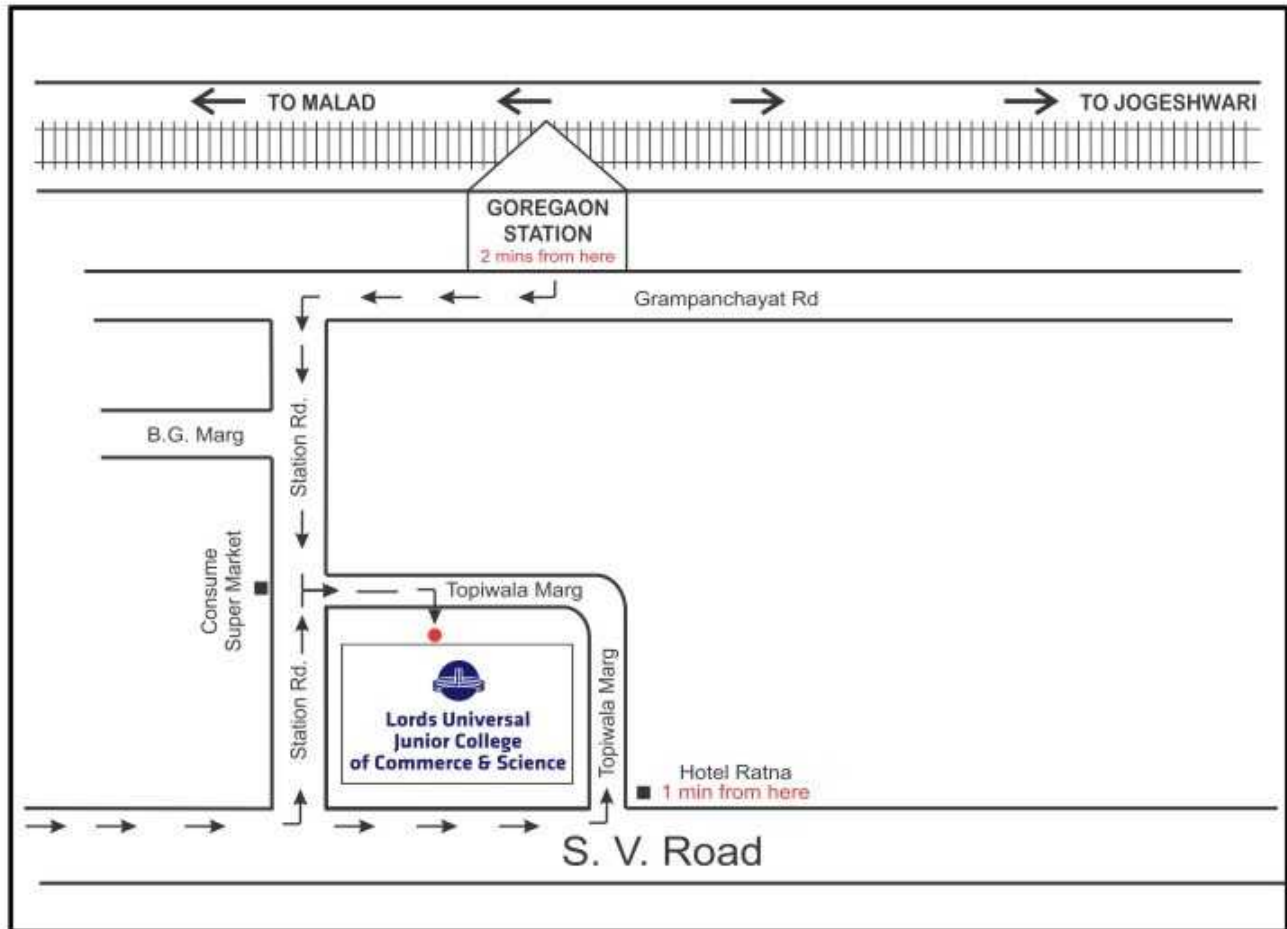 TO MALAD
TO JOGESHWARI
GOREGAON
STATION
2 mins from here
Grampanchayat Rd
B.G. Marg
Station Rd.
Consume
Super Market
Topiwala Marg
Station Rd.
Lords Universal
Junior College
of Commerce & Science
Topiwala Marg
Hotel Ratna
1 min from here
S. V. Road